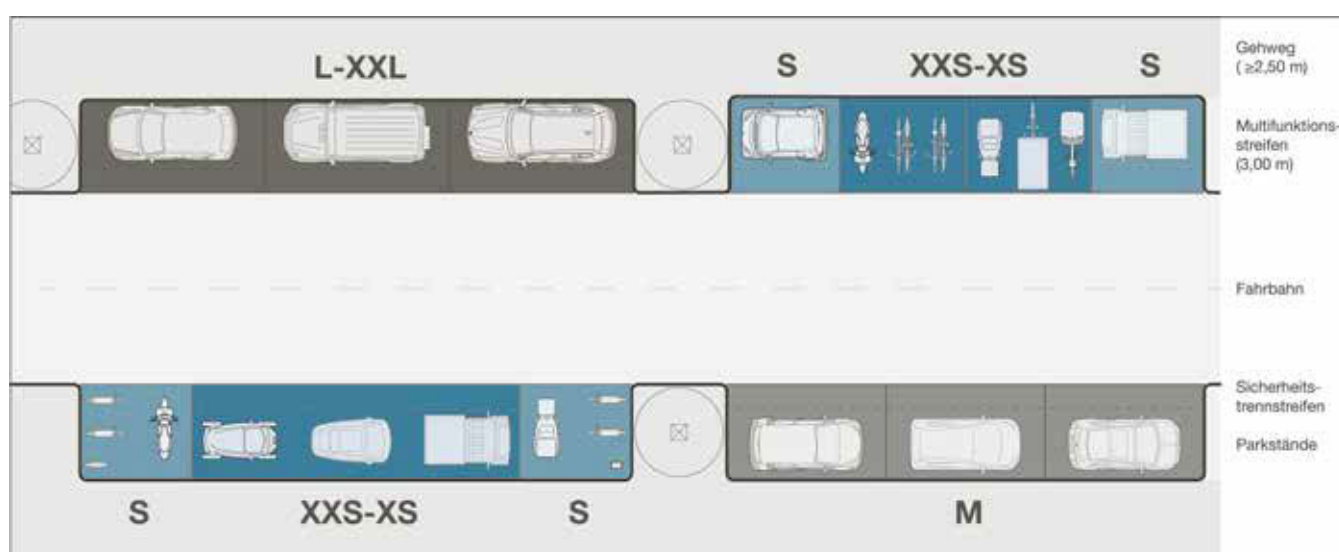 L-XXL
S
XXS-XS
S
Gehweg
( ≥2,50 m)
Multifunktions-
streifen
(3,00 m)
Fahrbahn
Sicherheits-
trennstreifen
Parkstände
S
XXS-XS
S
M